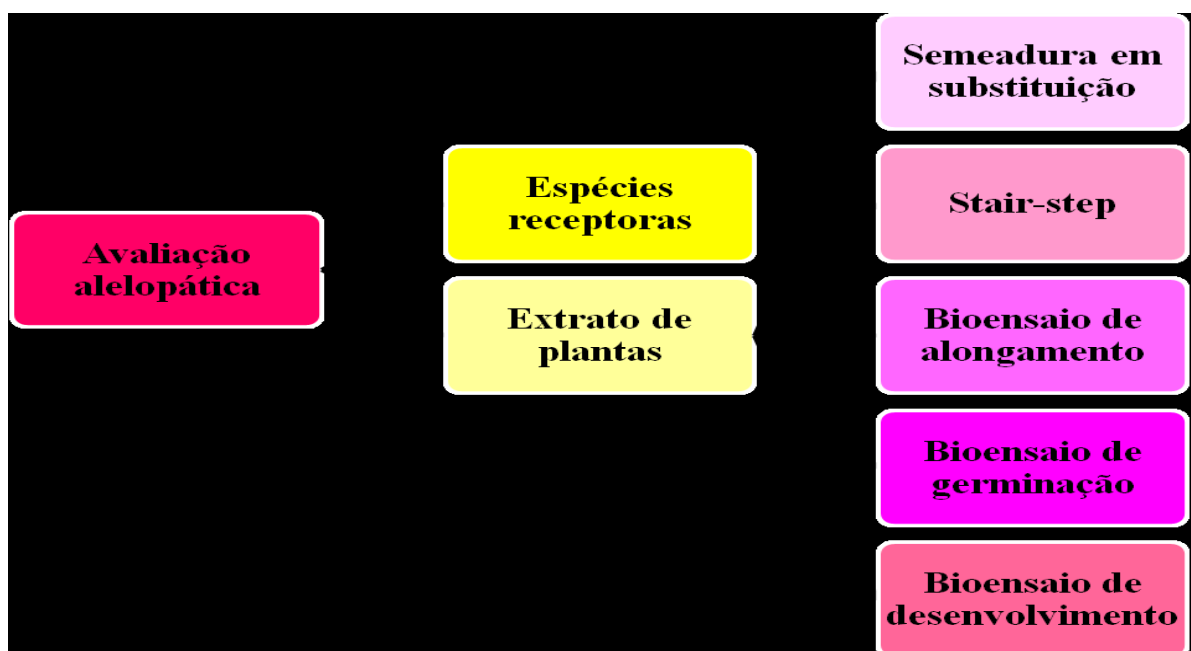 Avaliação
alelopática
Espécies
receptoras
Extrato de
plantas
Semeadura em
substituição
Stair-step
Bioensaio de
alongamento
Bioensaio de
germinação
Bioensaio de
desenvolvimento